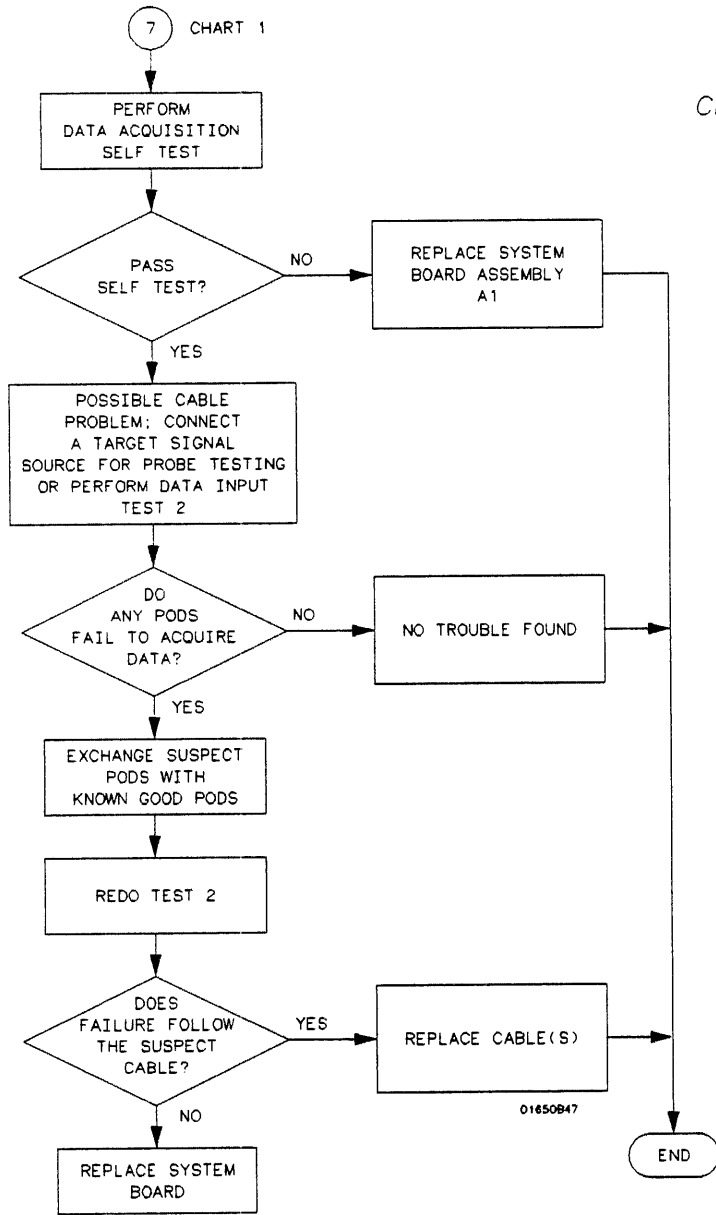 7 CHART 1
PERFORM
DATA ACQUISITION
SELF TEST
PASS
SELF TEST?
NO
REPLACE SYSTEM
BOARD ASSEMBLY
A1
YES
POSSIBLE CABLE
PROBLEM; CONNECT
A TARGET SIGNAL
SOURCE FOR PROBE TESTING
OR PERFORM DATA INPUT
TEST 2
DO
ANY PODS
FAIL TO ACQUIRE
DATA?
NO
NO TROUBLE FOUND
YES
EXCHANGE SUSPECT
PODS WITH
KNOWN GOOD PODS
REDO TEST 2
DOES
FAILURE FOLLOW
THE SUSPECT
CABLE?
YES
REPLACE CABLE(S)
01650B47
NO
REPLACE SYSTEM
BOARD
END